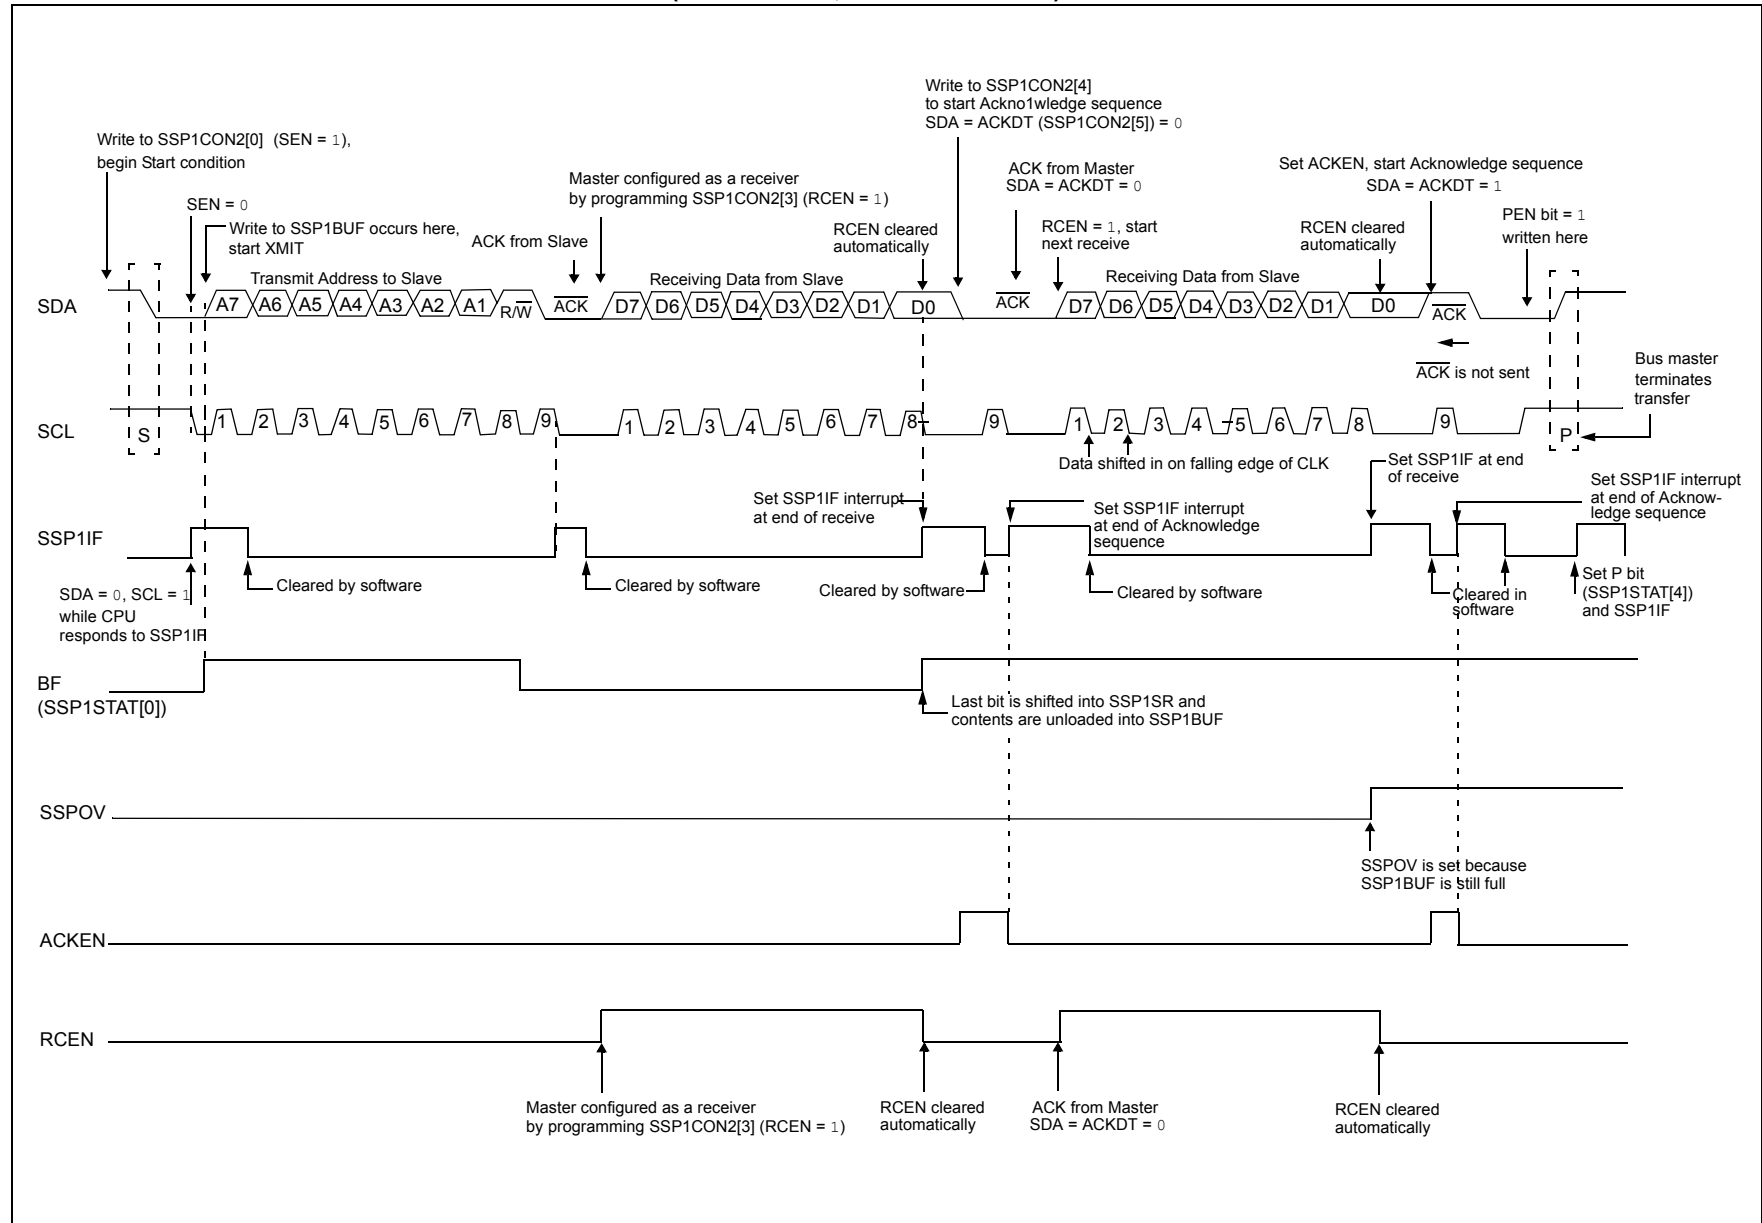 Write to SSP1CON2[4]
to start Ackno1wledge sequence
SDA = ACKDT (SSP1CON2[5]) = 0
Write to SSP1CON2[0] (SEN = 1),
begin Start condition
ACK from Master
SDA = ACKDT = 0
Set ACKEN, start Acknowledge sequence
SDA = ACKDT = 1
Master configured as a receiver
by programming SSP1CON2[3] (RCEN = 1)
SEN = 0
Write to SSP1BUF occurs here,
start XMIT
ACK from Slave
RCEN cleared
automatically
RCEN = 1, start
next receive
RCEN cleared
automatically
PEN bit = 1
written here
Transmit Address to Slave
Receiving Data from Slave
Receiving Data from Slave
SDA
A7 A6 A5 A4 A3 A2 A1 R/W ACK D7 D6 D5 D4 D3 D2 D1 D0 ACK D7 D6 D5 D4 D3 D2 D1 D0 ACK
ACK is not sent
Bus master
terminates
transfer
SCL
S 1 2 3 4 5 6 7 8 9 1 2 3 4 5 6 7 8 9 1 2 3 4 5 6 7 8 9 P
Data shifted in on falling edge of CLK
Set SSP1IF at end
of receive
Set SSP1IF interrupt
at end of receive
Set SSP1IF interrupt
at end of Acknowledge
sequence
Set SSP1IF interrupt
at end of Acknow-
ledge sequence
SSP1IF
SDA = 0, SCL = 1
while CPU
responds to SSP1IF
Cleared by software
Cleared by software
Cleared by software
Cleared by software
Cleared in
software
Set P bit
(SSP1STAT[4])
and SSP1IF
BF
(SSP1STAT[0])
Last bit is shifted into SSP1SR and
contents are unloaded into SSP1BUF
SSPOV
SSPOV is set because
SSP1BUF is still full
ACKEN
RCEN
Master configured as a receiver
by programming SSP1CON2[3] (RCEN = 1)
RCEN cleared
automatically
ACK from Master
SDA = ACKDT = 0
RCEN cleared
automatically